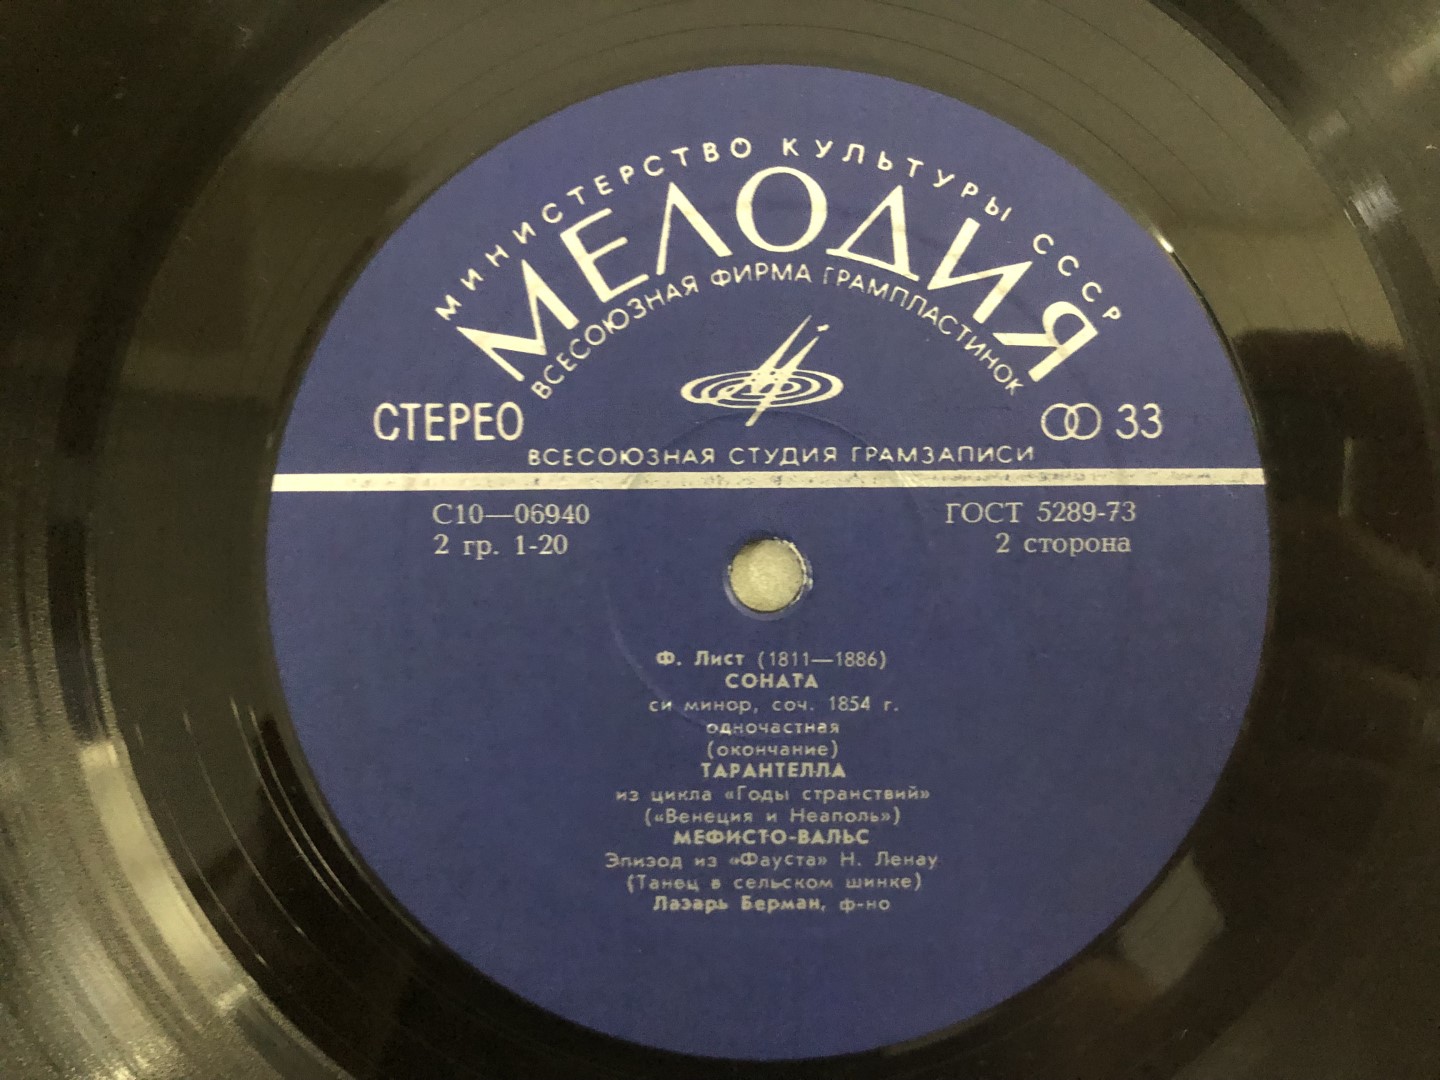 МИНИСТЕРСТВО КУЛЬТУРЫ СССР
МЕЛОДИЯ
ВСЕСОЮЗНАЯ ФИРМА ГРАМПЛАСТИНОК
СТЕРЕО
33
ВСЕСОЮЗНАЯ СТУДИЯ ГРАМЗАПИСИ
С10—06940
ГОСТ 5289-73
2 гр. 1-20
2 сторона
Ф. Лист (1811—1886)
СОНАТА
си минор, соч. 1854 г.
одночастная
(окончание)
ТАРАНТЕЛЛА
из цикла «Годы странствий»
(«Венеция и Неаполь»)
МЕФИСТО-ВАЛЬС
Эпизод из «Фауста» Н. Ленау
(Танец в сельском шинке)
Лазарь Берман, ф-но